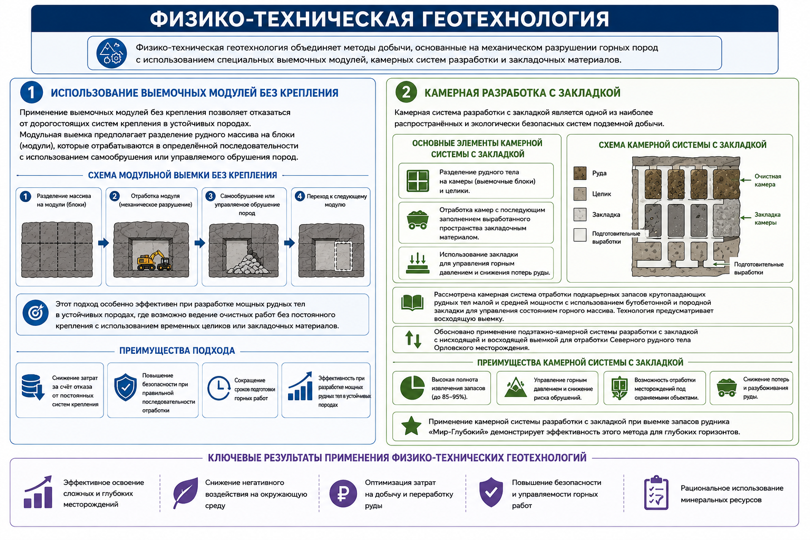 ФИЗИКО-ТЕХНИЧЕСКАЯ ГЕОТЕХНОЛОГИЯ
Физико-техническая геотехнология объединяет методы добычи, основанные на механическом разрушении горных пород
с использованием специальных выемочных модулей, камерных систем разработки и закладочных материалов.
1 ИСПОЛЬЗОВАНИЕ ВЫЕМОЧНЫХ МОДУЛЕЙ БЕЗ КРЕПЛЕНИЯ
Применение выемочных модулей без крепления позволяет отказаться
от дорогостоящих систем крепления в устойчивых породах.
Модульная выемка предполагает разделение рудного массива на блоки
(модули), которые отрабатываются в определённой последовательности
с использованием самообрушения или управляемого обрушения пород.
СХЕМА МОДУЛЬНОЙ ВЫЕМКИ БЕЗ КРЕПЛЕНИЯ
1 Разделение массива
на модули (блоки)
2 Отработка модуля
(механическое разрушение)
3 Самообрушение или
управляемое обрушение
пород
4 Переход к следующему
модулю
Этот подход особенно эффективен при разработке мощных рудных тел
в устойчивых породах, где возможно ведение очистных работ без постоянного
крепления с использованием временных целиков или закладочных материалов.
ПРЕИМУЩЕСТВА ПОДХОДА
Снижение затрат
за счёт отказа
от постоянных
систем крепления
Повышение
безопасности при
правильной
последовательности
отработки
Сокращение
сроков подготовки
горных работ
Эффективность при
разработке мощных
рудных тел в устойчивых
породах
2 КАМЕРНАЯ РАЗРАБОТКА С ЗАКЛАДКОЙ
Камерная система разработки с закладкой является одной из наиболее
распространённых и экологически безопасных систем подземной добычи.
ОСНОВНЫЕ ЭЛЕМЕНТЫ КАМЕРНОЙ
СИСТЕМЫ С ЗАКЛАДКОЙ
Разделение рудного тела
на камеры (выемочные блоки)
и целики.
Отработка камер с последующим
заполнением выработанного
пространства закладочным
материалом.
Использование закладки
для управления горным
давлением и снижения потерь руды.
СХЕМА КАМЕРНОЙ СИСТЕМЫ С ЗАКЛАДКОЙ
Руда
Целик
Закладка
Подготовительные
выработки
Очистная
камера
Закладка
камеры
Подготовительные
выработки
Рассмотрена камерная система отработки подкарьерных запасов крутопадающих
рудных тел малой и средней мощности с использованием бутобетонной и породной
закладки для управления состоянием горного массива. Технология предусматривает
восходящую выемку.
Обосновано применение подэтажно-камерной системы разработки с закладкой
с нисходящей и восходящей выемкой для отработки Северного рудного тела
Орловского месторождения.
ПРЕИМУЩЕСТВА КАМЕРНОЙ СИСТЕМЫ С ЗАКЛАДКОЙ
Высокая полнота
извлечения запасов
(до 85–95%).
Управление горным
давлением и снижение
риска обрушений.
Возможность отработки
месторождений под
охраняемыми объектами.
Снижение потерь
и разубоживания
руды.
Применение камерной системы разработки с закладкой при выемке запасов рудника
«Мир-Глубокий» демонстрирует эффективность этого метода для глубоких горизонтов.
КЛЮЧЕВЫЕ РЕЗУЛЬТАТЫ ПРИМЕНЕНИЯ ФИЗИКО-ТЕХНИЧЕСКИХ ГЕОТЕХНОЛОГИЙ
Эффективное освоение
сложных и глубоких
месторождений
Снижение негативного
воздействия на окружающую
среду
Оптимизация затрат
на добычу и переработку
руды
Повышение безопасности
и управляемости горных
работ
Рациональное использование
минеральных ресурсов